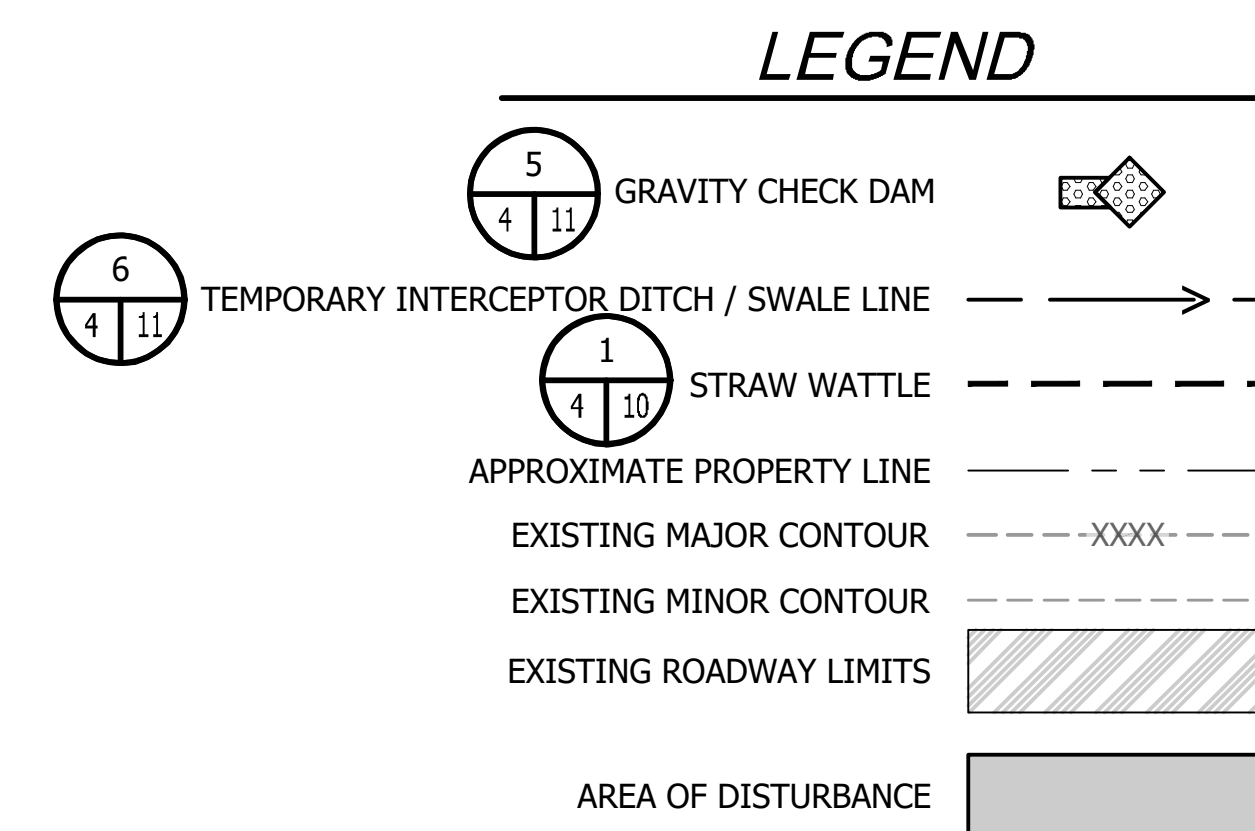 LEGEND
5
4 11
GRAVITY CHECK DAM
6
4 11
TEMPORARY INTERCEPTOR DITCH / SWALE LINE
1
4 10
STRAW WATTLE
APPROXIMATE PROPERTY LINE
EXISTING MAJOR CONTOUR
XXXX
EXISTING MINOR CONTOUR
EXISTING ROADWAY LIMITS
AREA OF DISTURBANCE